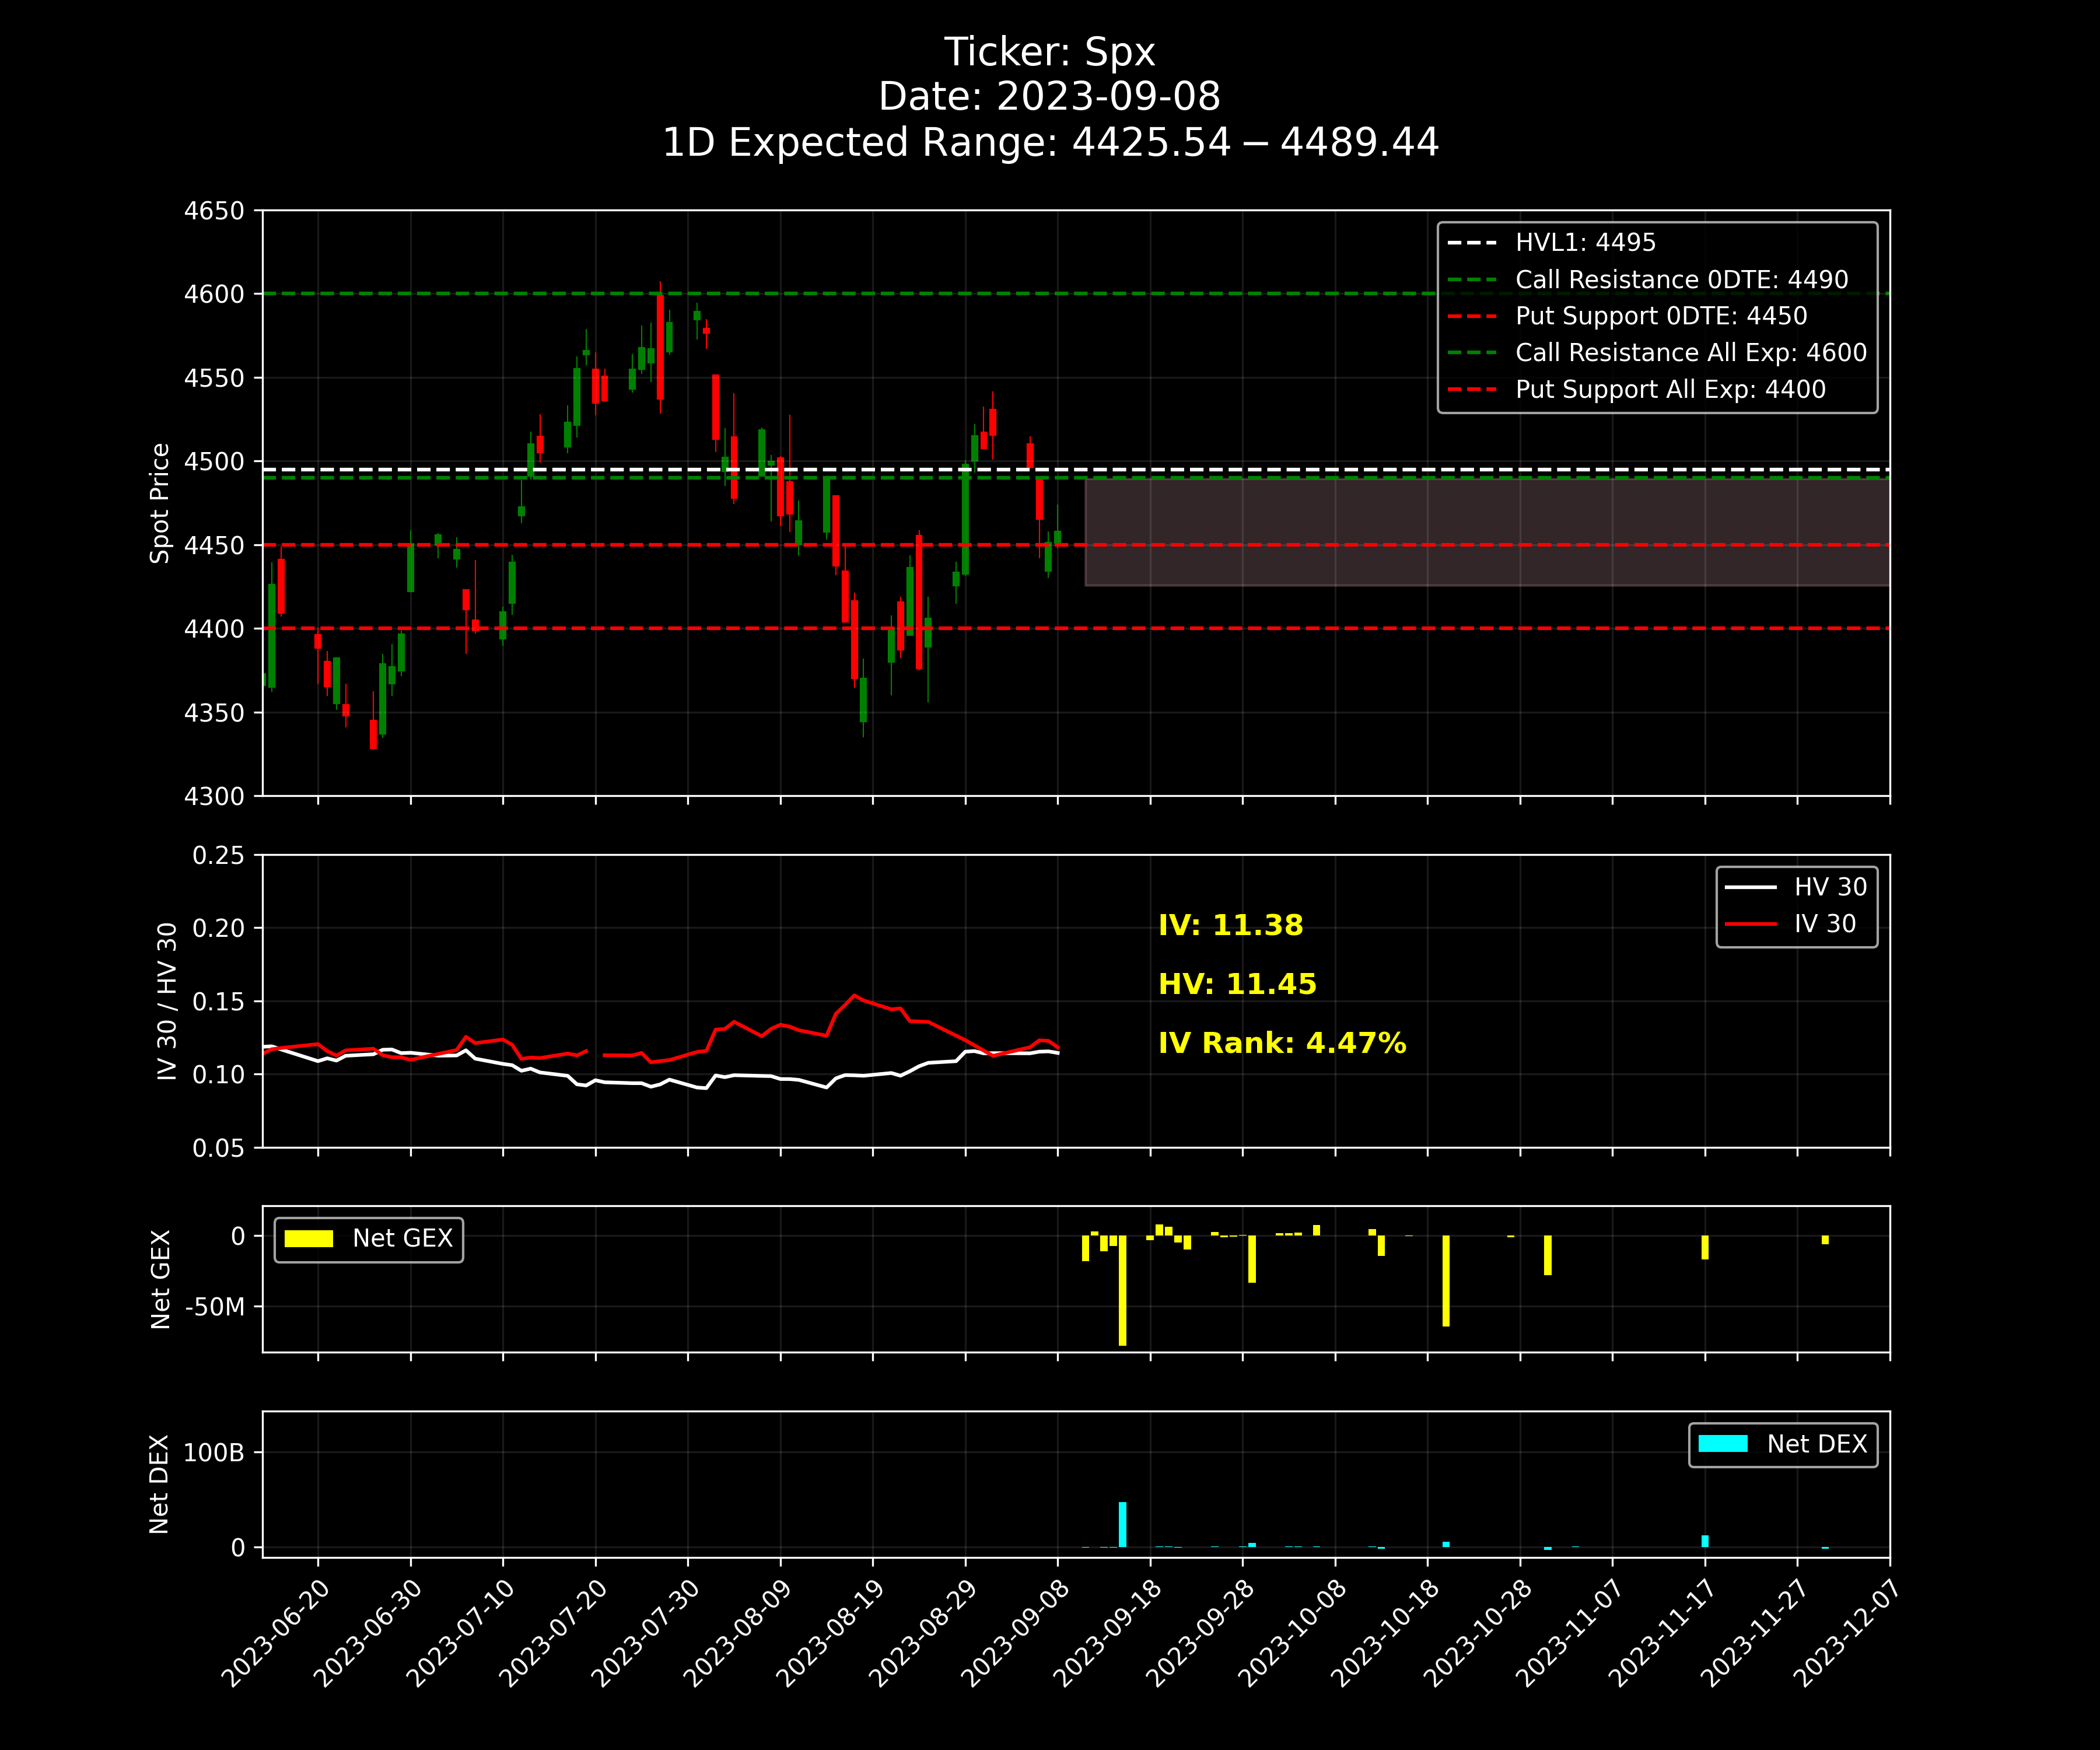 Ticker: Spx
Date: 2023-09-08
1D Expected Range: 4425.54 − 4489.44
4650
4600
4550
4500
4450
4400
4350
4300
Spot Price
HVL1: 4495
Call Resistance 0DTE: 4490
Put Support 0DTE: 4450
Call Resistance All Exp: 4600
Put Support All Exp: 4400
0.25
0.20
0.15
0.10
0.05
IV 30 / HV 30
IV: 11.38
HV: 11.45
IV Rank: 4.47%
HV 30
IV 30
0
-50M
Net GEX
Net GEX
100B
0
Net DEX
Net DEX
2023-06-20
2023-06-30
2023-07-10
2023-07-20
2023-07-30
2023-08-09
2023-08-19
2023-08-29
2023-09-08
2023-09-18
2023-09-28
2023-10-08
2023-10-18
2023-10-28
2023-11-07
2023-11-17
2023-11-27
2023-12-07